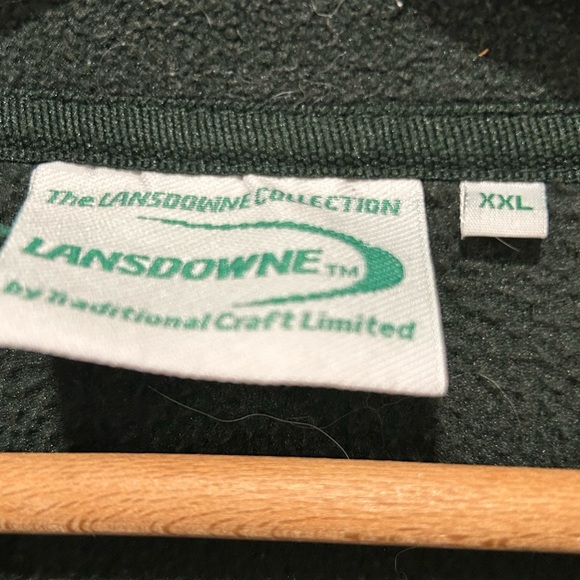 The LANSDOWNE COLLECTION
LANSDOWNE TM
by Traditional Craft Limited
XXL